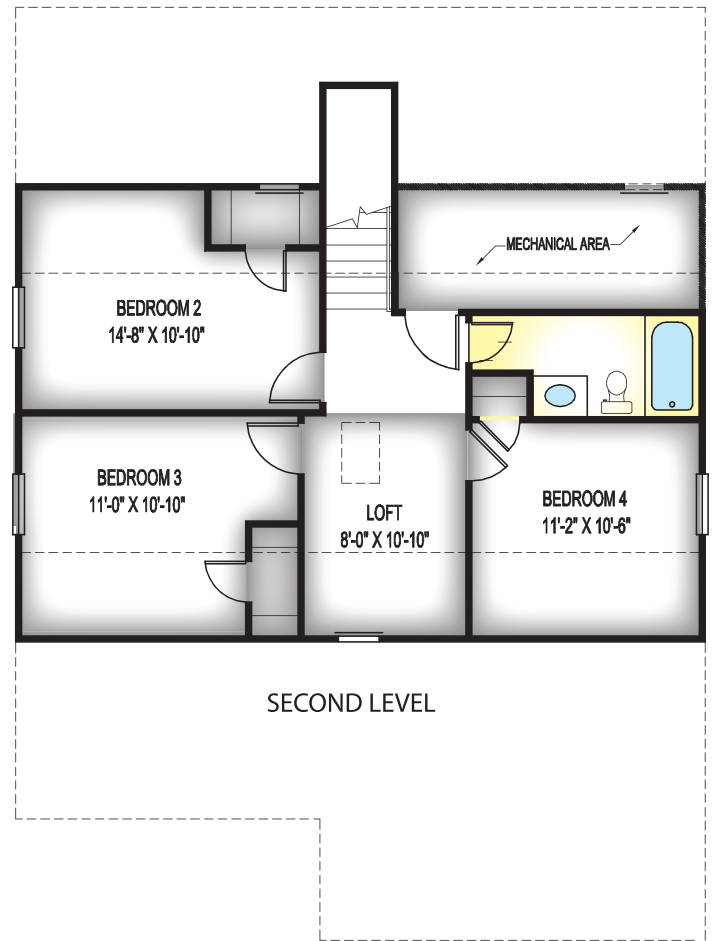 MECHANICAL AREA
BEDROOM 2
14'-8" X 10'-10"
BEDROOM 3
11'-0" X 10'-10"
LOFT
8'-0" X 10'-10"
BEDROOM 4
11'-2" X 10'-6"
SECOND LEVEL